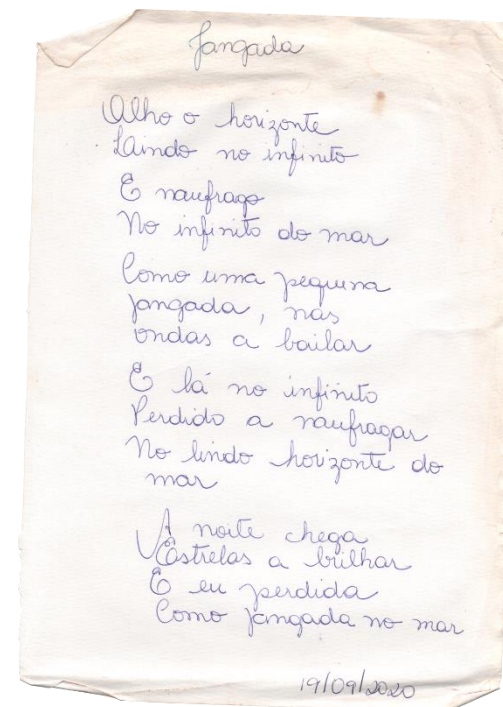 Jangada
Olho o horizonte
Caindo no infinito
E naufrago
No infinito do mar
Como uma pequena
jangada, nas
ondas a bailar
E lá no infinito
Perdido a naufragar
No lindo horizonte do
mar
A noite chega
Estrelas a brilhar
E eu perdida
Como jangada no mar
19/09/2020